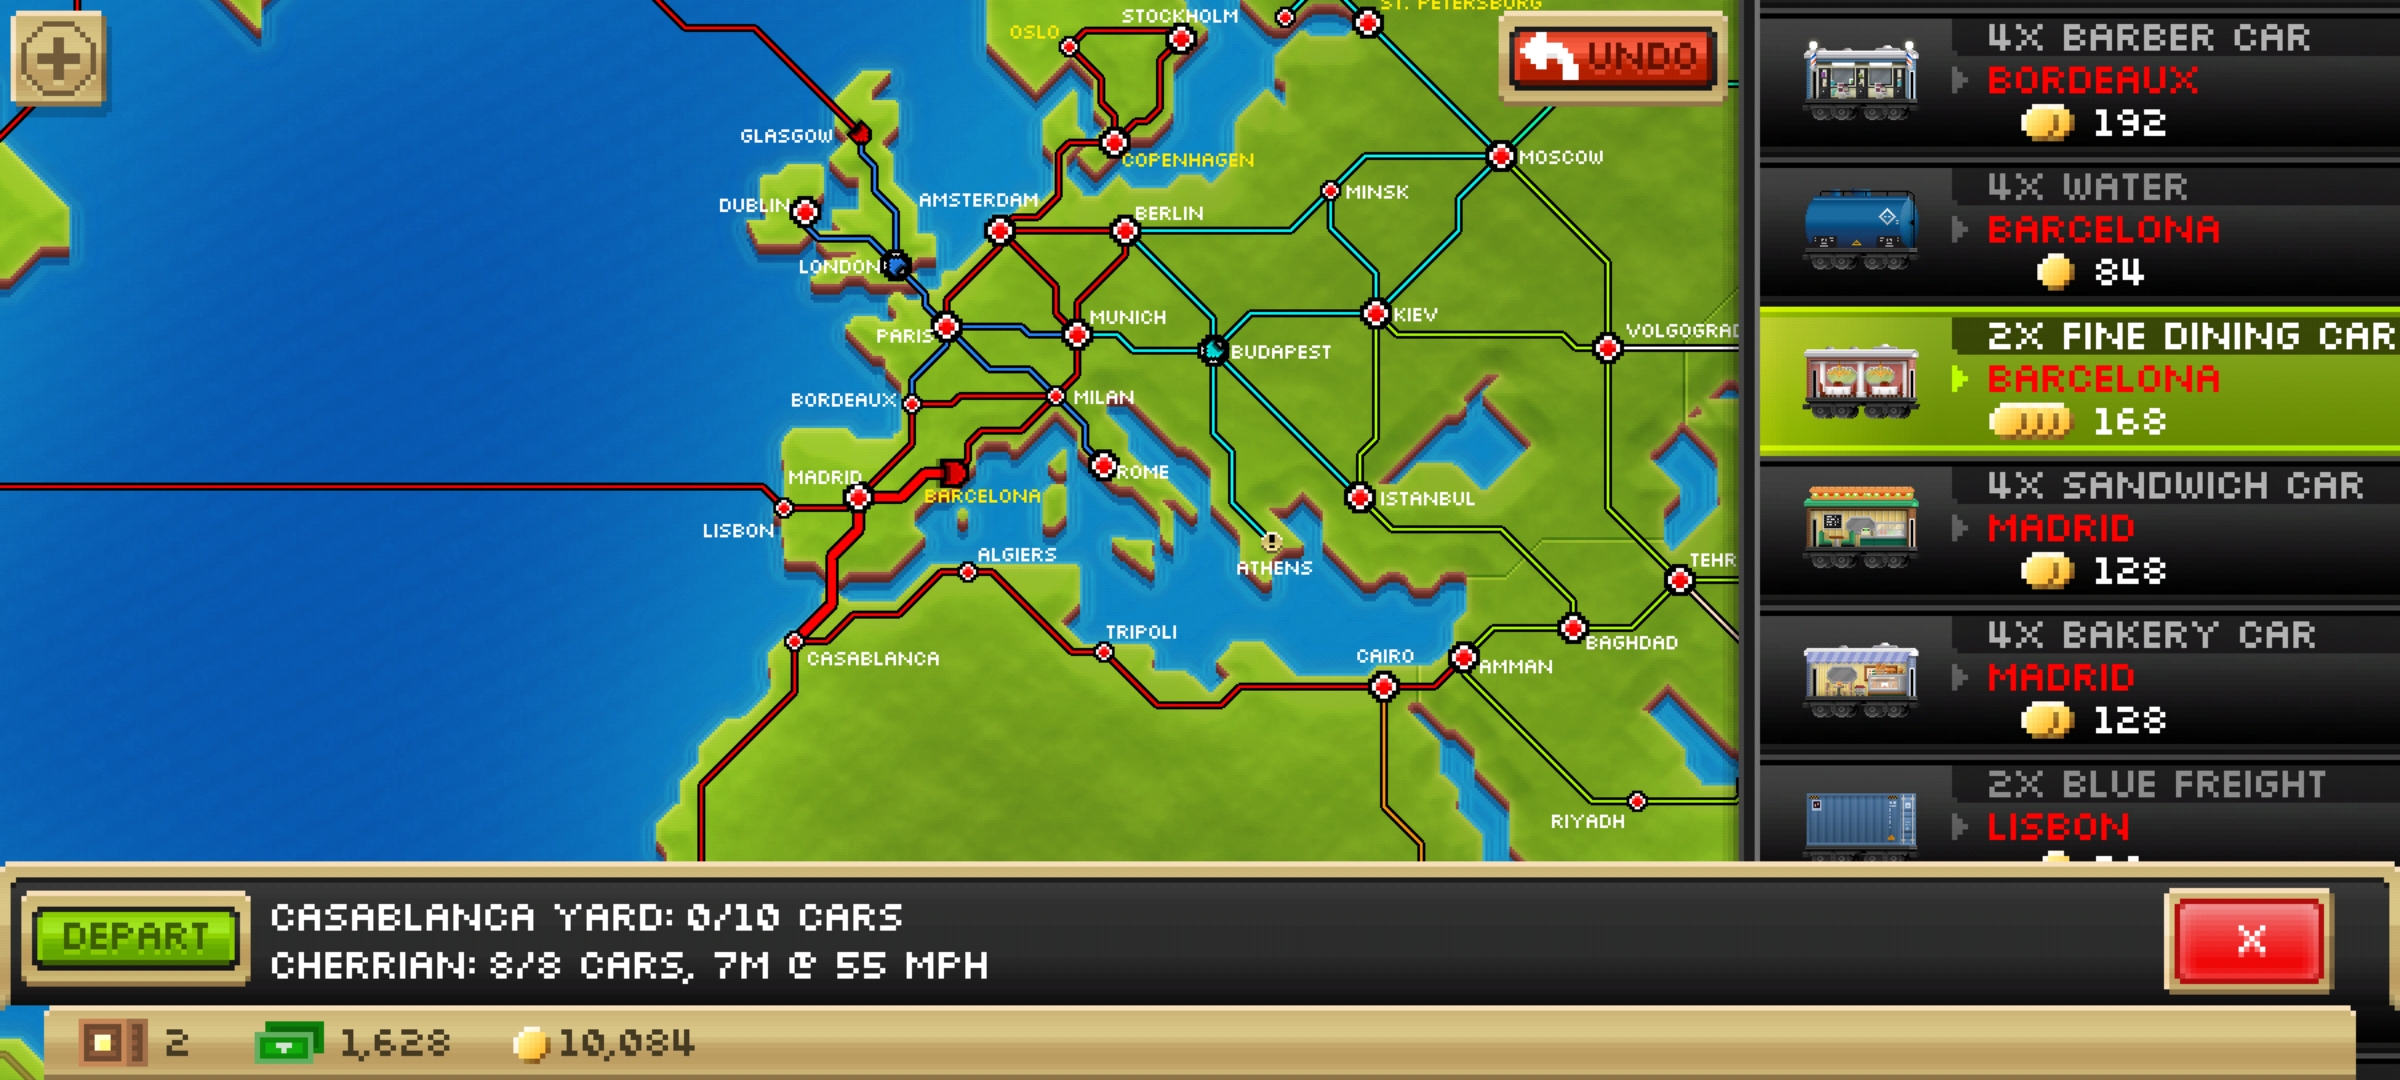 ST. PETERSBURG
STOCKHOLM
OSLO
UNDO
GLASGOW
COPENHAGEN
MOSCOW
MINSK
DUBLIN
AMSTERDAM
BERLIN
LONDON
PARIS
MUNICH
KIEV
VOLGOGRAD
BUDAPEST
BORDEAUX
MILAN
MADRID
ROME
BARCELONA
ISTANBUL
LISBON
ALGIERS
ATHENS
TEHR
TRIPOLI
BAGHDAD
CASABLANCA
CAIRO
AMMAN
RIYADH
4X BARBER CAR
BORDEAUX
192
4X WATER
BARCELONA
84
2X FINE DINING CAR
BARCELONA
168
4X SANDWICH CAR
MADRID
128
4X BAKERY CAR
MADRID
128
2X BLUE FREIGHT
LISBON
DEPART
CASABLANCA YARD: 0/10 CARS
CHERRIAN: 8/8 CARS, 7M @ 55 MPH
X
2
1,628
10,084